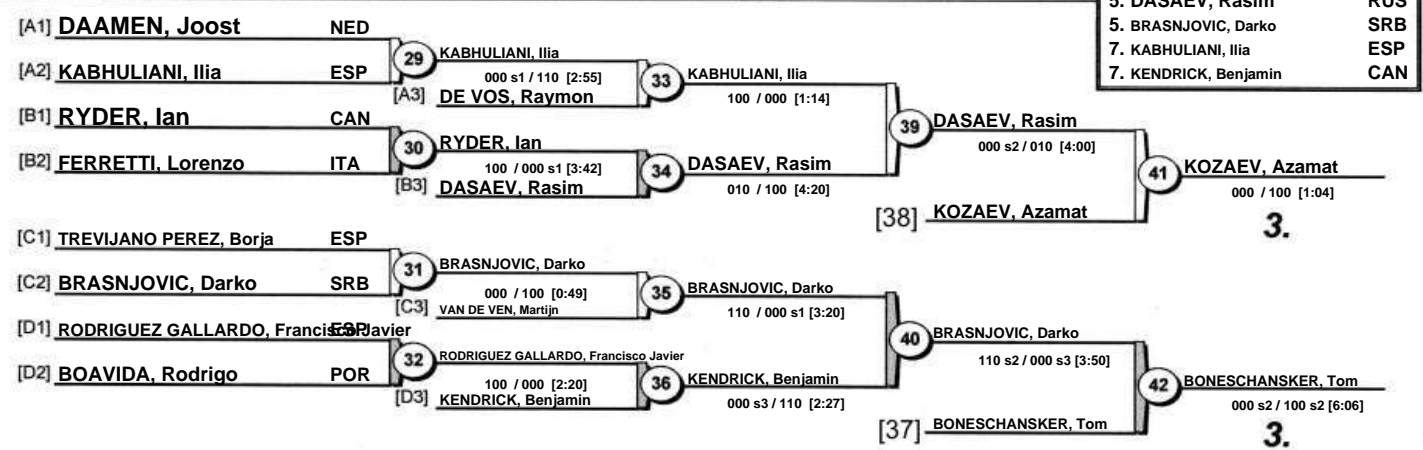 5. DASAEV, Rasim RUS
5. BRASNJOVIC, Darko SRB
7. KABHULIANI, Ilia ESP
7. KENDRICK, Benjamin CAN
[A1] DAAMEN, Joost NED
29 KABHULIANI, Ilia
[A2] KABHULIANI, Ilia ESP
000 s1 / 110 [2:55]
33 KABHULIANI, Ilia
[A3] DE VOS, Raymon
100 / 000 [1:14]
[B1] RYDER, Ian CAN
39 DASAEV, Rasim
30 RYDER, Ian
000 s2 / 010 [4:00]
[B2] FERRETTI, Lorenzo ITA
100 / 000 s1 [3:42]
34 DASAEV, Rasim
41 KOZAEV, Azamat
[B3] DASAEV, Rasim
010 / 100 [4:20]
000 / 100 [1:04]
[38] KOZAEV, Azamat
3.
[C1] TREVIJANO PEREZ, Borja ESP
31 BRASNJOVIC, Darko
[C2] BRASNJOVIC, Darko SRB
000 / 100 [0:49]
35 BRASNJOVIC, Darko
[C3] VAN DE VEN, Martijn
110 / 000 s1 [3:20]
[D1] RODRIGUEZ GALLARDO, Francisco Javier ESP
40 BRASNJOVIC, Darko
32 RODRIGUEZ GALLARDO, Francisco Javier
110 s2 / 000 s3 [3:50]
[D2] BOAVIDA, Rodrigo POR
100 / 000 [2:20]
36 KENDRICK, Benjamin
42 BONESCHANSKER, Tom
[D3] KENDRICK, Benjamin
000 s3 / 110 [2:27]
000 s2 / 100 s2 [6:06]
[37] BONESCHANSKER, Tom
3.